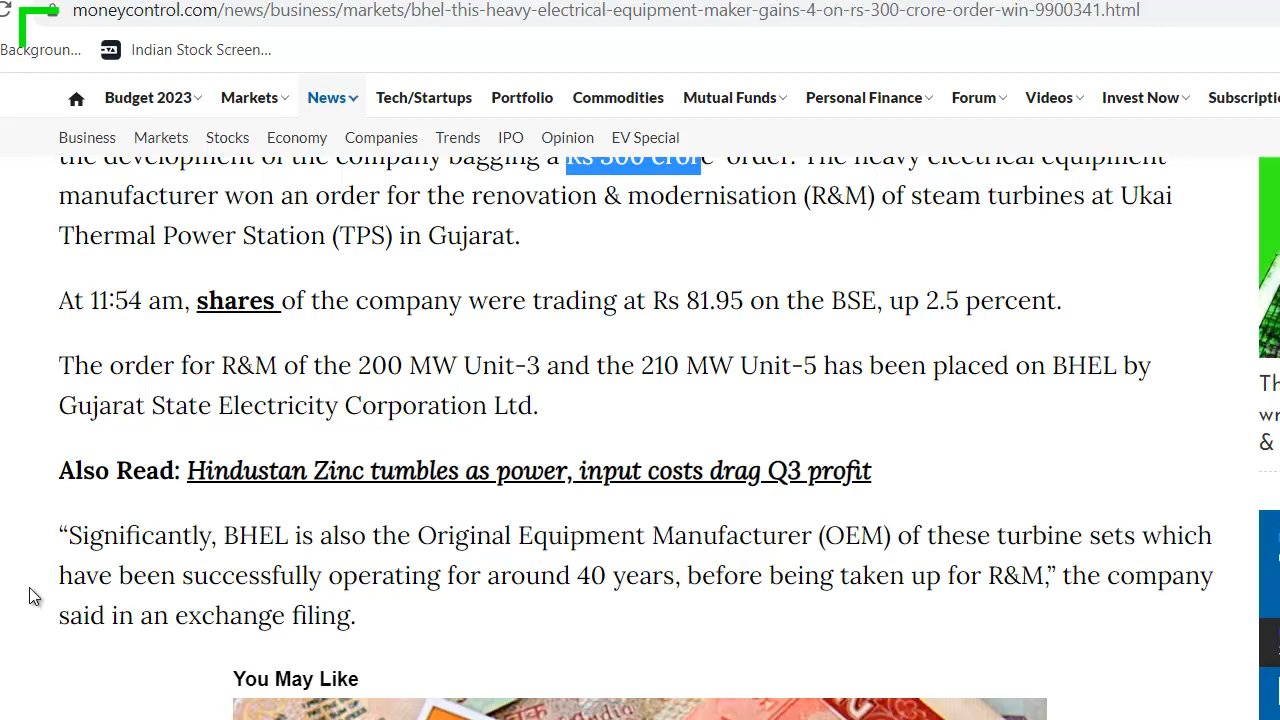 moneycontrol.com/news/business/markets/bhel-this-heavy-electrical-equipment-maker-gains-4-on-rs-300-crore-order-win-9900341.html
Backgroun... Indian Stock Screen...
Budget 2023 Markets News Tech/Startups Portfolio Commodities Mutual Funds Personal Finance Forum Videos Invest Now Subscripti
Business Markets Stocks Economy Companies Trends IPO Opinion EV Special
the development of the company bagging a Rs 300 crore order. The heavy electrical equipment
manufacturer won an order for the renovation & modernisation (R&M) of steam turbines at Ukai
Thermal Power Station (TPS) in Gujarat.
At 11:54 am, shares of the company were trading at Rs 81.95 on the BSE, up 2.5 percent.
The order for R&M of the 200 MW Unit-3 and the 210 MW Unit-5 has been placed on BHEL by
Gujarat State Electricity Corporation Ltd.
Also Read: Hindustan Zinc tumbles as power, input costs drag Q3 profit
“Significantly, BHEL is also the Original Equipment Manufacturer (OEM) of these turbine sets which
have been successfully operating for around 40 years, before being taken up for R&M,” the company
said in an exchange filing.
You May Like
Th
wr
&